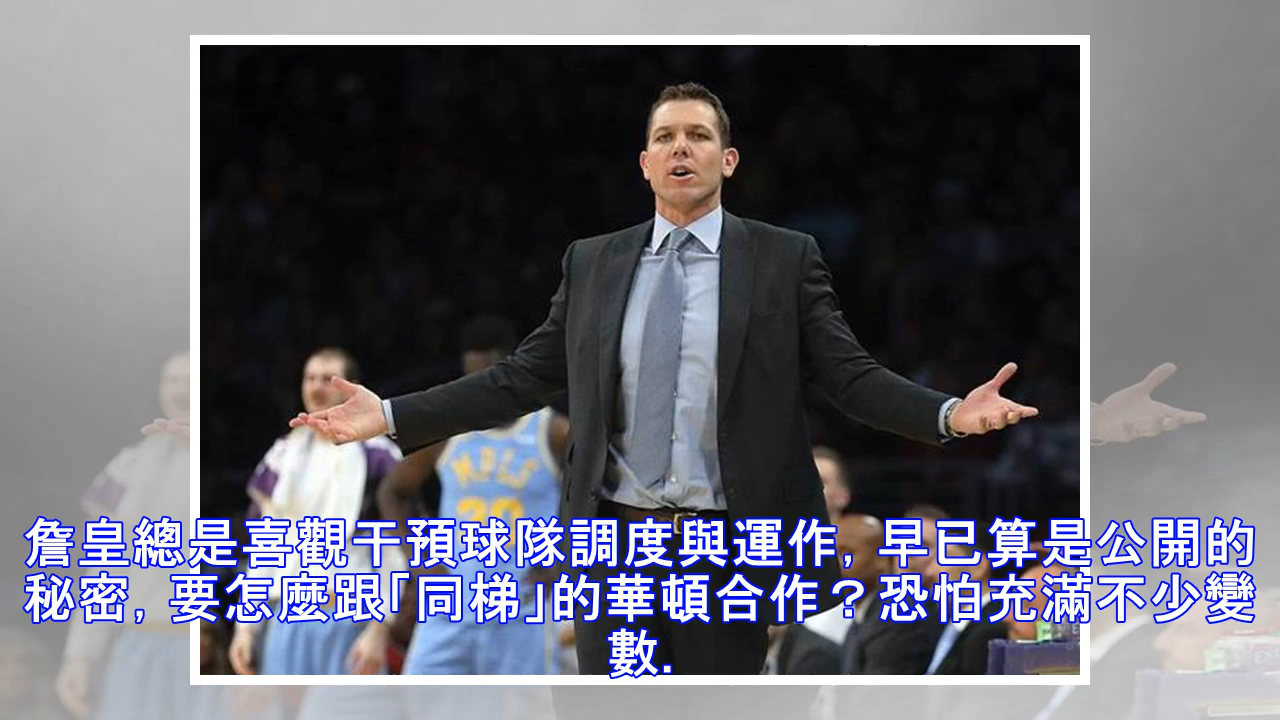 詹皇總是喜觀干預球隊調度與運作, 早已算是公開的
秘密, 要怎麼跟「同梯」的華頓合作？恐怕充滿不少變
數.
MPLS